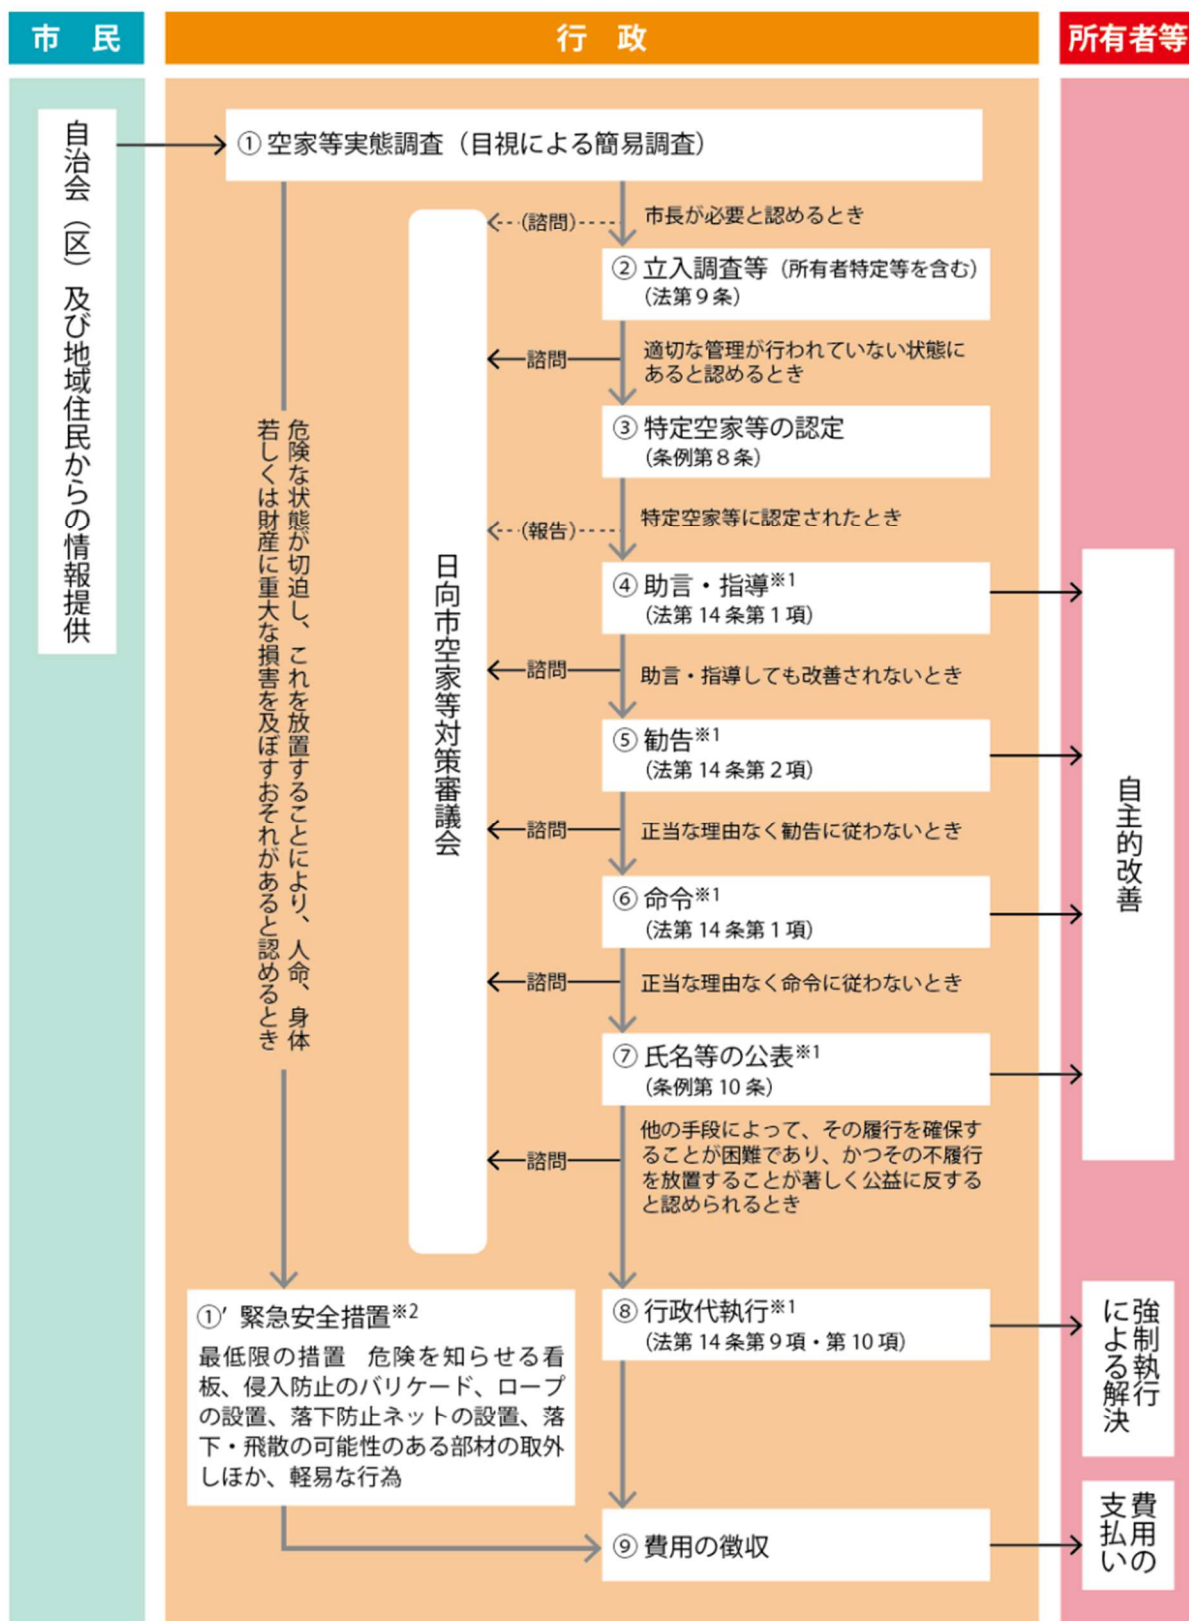 市 民
行 政
所有者等
自治会（区）及び地域住民からの情報提供
① 空家等実態調査（目視による簡易調査）
(諮問)
市長が必要と認めるとき
② 立入調査等（所有者特定等を含む）
（法第９条）
諮問
適切な管理が行われていない状態に
あると認めるとき
③ 特定空家等の認定
（条例第８条）
(報告)
特定空家等に認定されたとき
④ 助言・指導※1
（法第 14 条第 1 項）
諮問
助言・指導しても改善されないとき
⑤ 勧告※1
（法第 14 条第 2 項）
諮問
正当な理由なく勧告に従わないとき
⑥ 命令※1
（法第 14 条第 1 項）
諮問
正当な理由なく命令に従わないとき
⑦ 氏名等の公表※1
（条例第 10 条）
諮問
他の手段によって、その履行を確保す
ることが困難であり、かつその不履行
を放置することが著しく公益に反する
と認められるとき
⑧ 行政代執行※1
（法第 14 条第 9 項・第 10 項）
⑨ 費用の徴収
日向市空家等対策審議会
危険な状態が切迫し、これを放置することにより、人命、身体
若しくは財産に重大な損害を及ぼすおそれがあると認めるとき
①′ 緊急安全措置※2
最低限の措置　危険を知らせる看
板、侵入防止のバリケード、ロープ
の設置、落下防止ネットの設置、落
下・飛散の可能性のある部材の取外
しほか、軽易な行為
自主的改善
強制執行
による解決
費用の
支払い